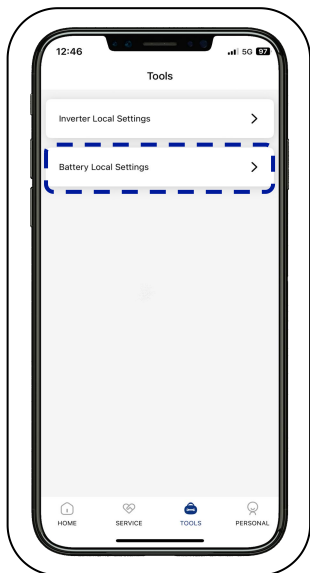 12:46
5G 97
Tools
Inverter Local Settings
Battery Local Settings
HOME SERVICE TOOLS PERSONAL